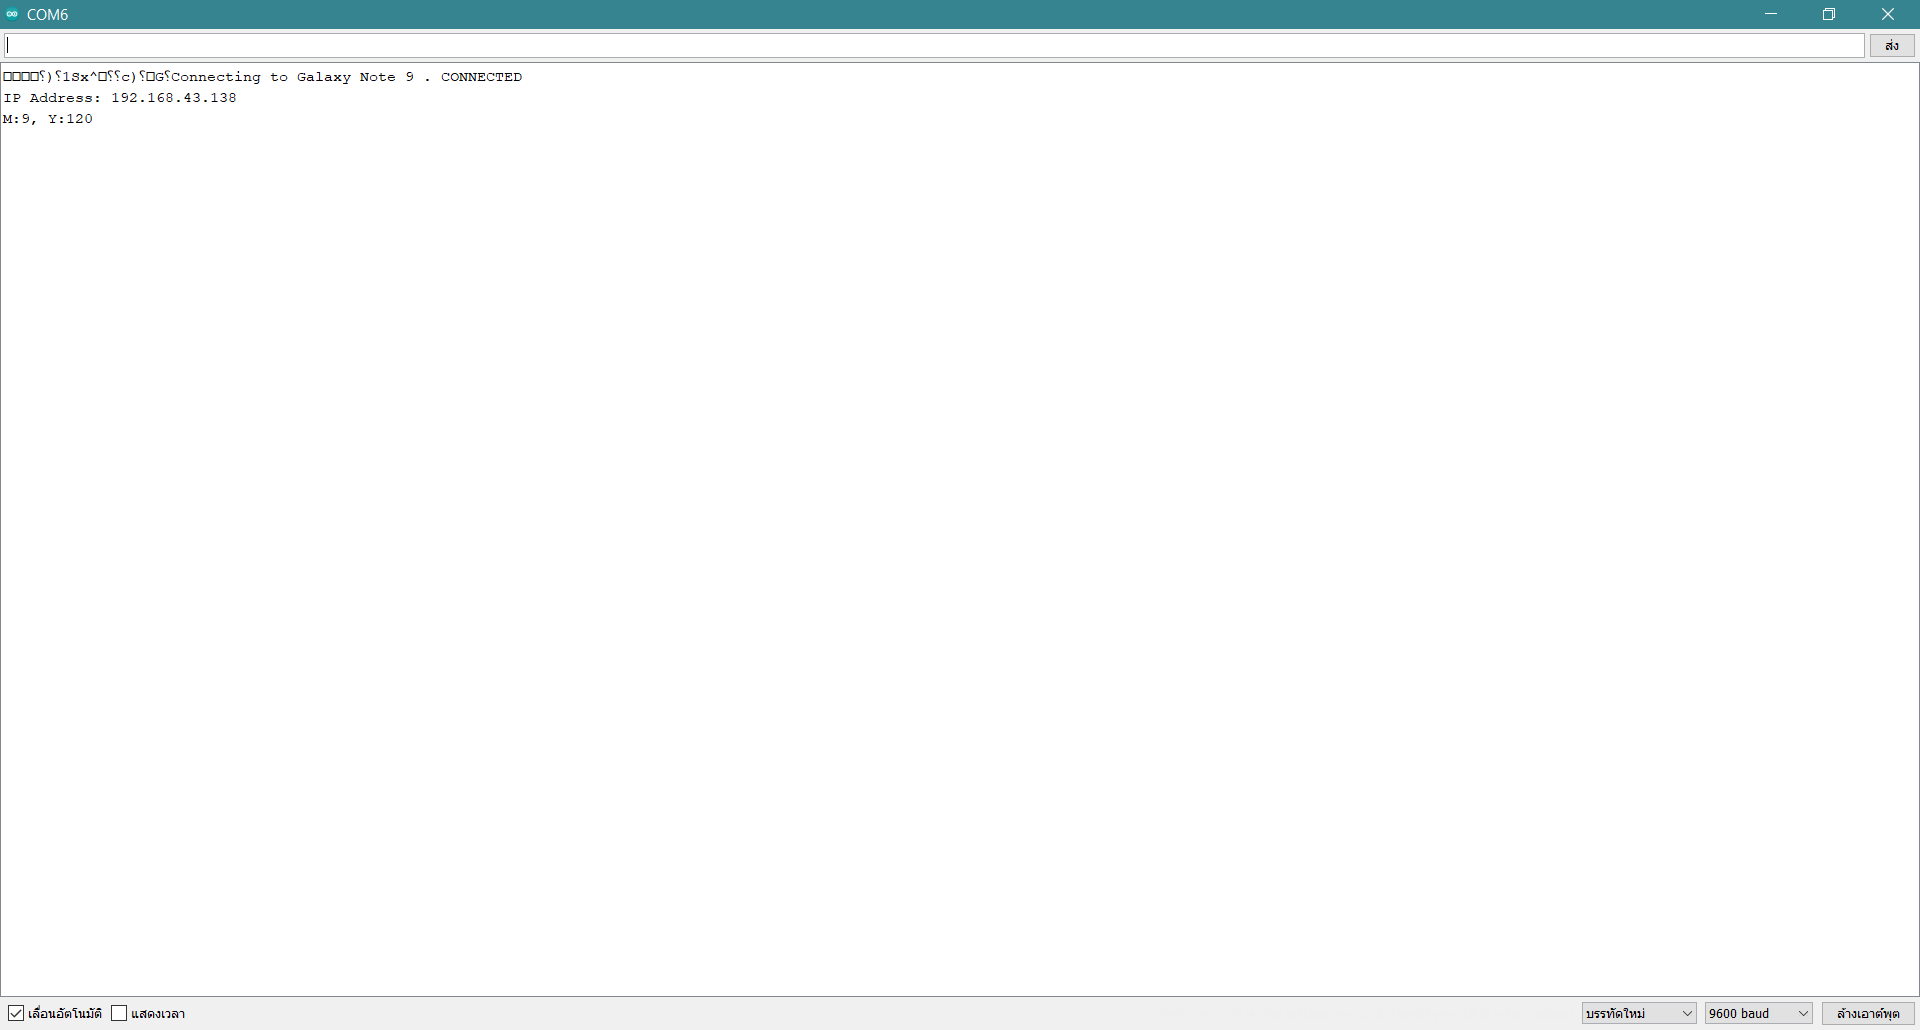 COM6
ส่ง
□□□□⸮)⸮1Sx^□⸮⸮c)⸮□G⸮Connecting to Galaxy Note 9 . CONNECTED
IP Address: 192.168.43.138
M:9, Y:120
เลื่อนอัตโนมัติ แสดงเวลา บรรทัดใหม่ 9600 baud ล้างเอาต์พุต